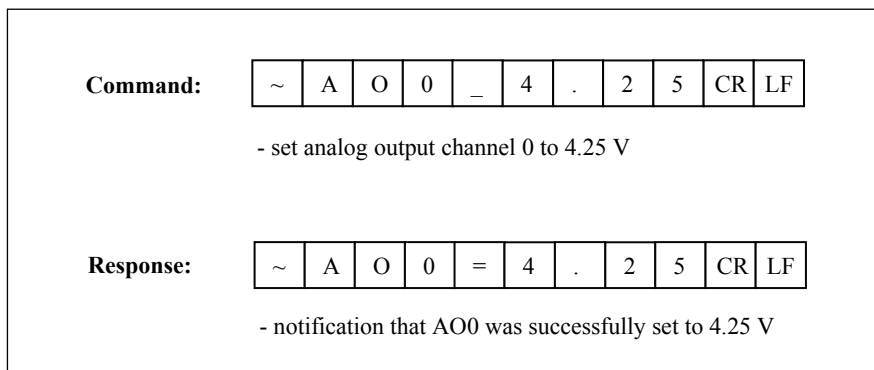 Command: ~ A O 0 _ 4 . 2 5 CR LF
- set analog output channel 0 to 4.25 V
Response: ~ A O 0 = 4 . 2 5 CR LF
- notification that AO0 was successfully set to 4.25 V